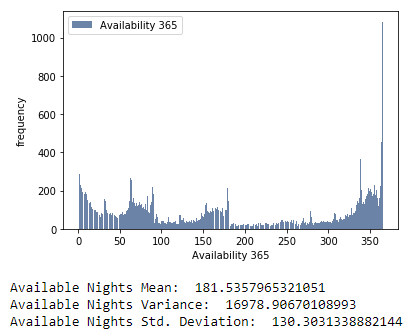 Availability 365
1000
800
600
400
200
0
frequency
0 50 100 150 200 250 300 350
Availability 365
Available Nights Mean: 181.5357965321051
Available Nights Variance: 16978.90670108993
Available Nights Std. Deviation: 130.3031338882144